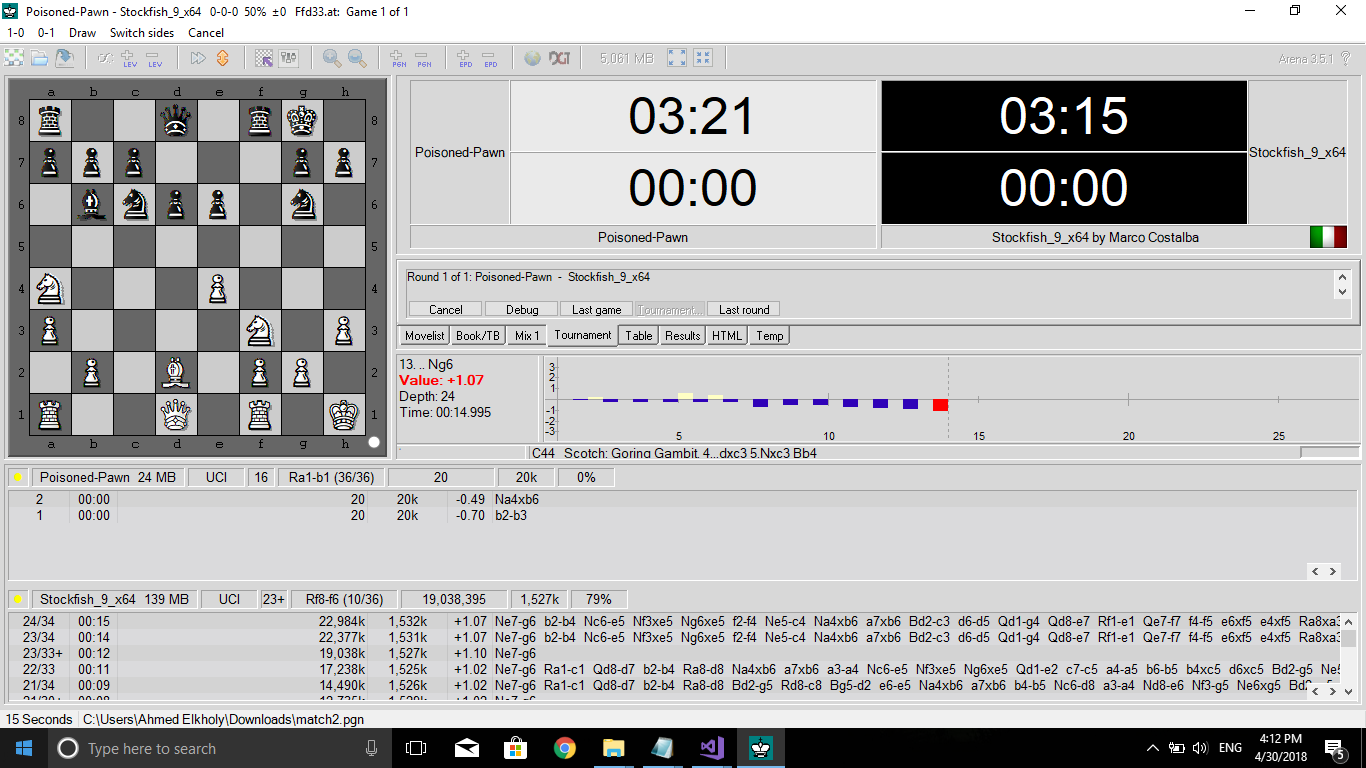 Poisoned-Pawn - Stockfish_9_x64   0-0-0 50%  ±0   Ffd33.at:  Game 1 of 1
1-0 0-1 Draw Switch sides Cancel
LEV LEV PGN PGN EPD EPD DGT 5,061 MB Arena 3.5.1
a b c d e f g h
8 8
7 7
6 6
5 5
4 4
3 3
2 2
1 1
a b c d e f g h
Poisoned-Pawn 03:21 03:15 Stockfish_9_x64
00:00 00:00
Poisoned-Pawn Stockfish_9_x64 by Marco Costalba
Round 1 of 1: Poisoned-Pawn  -  Stockfish_9_x64
Cancel Debug Last game Tournament... Last round
Movelist Book/TB Mix 1 Tournament Table Results HTML Temp
13. .. Ng6
Value: +1.07
Depth: 24
Time: 00:14.995
3
2
1
-1
-2
-3
5 10 15 20 25
C44   Scotch: Goring Gambit, 4...dxc3 5.Nxc3 Bb4
Poisoned-Pawn  24 MB UCI 16 Ra1-b1 (36/36) 20 20k 0%
2 00:00 20 20k -0.49 Na4xb6
1 00:00 20 20k -0.70 b2-b3
Stockfish_9_x64  139 MB UCI 23+ Rf8-f6 (10/36) 19,038,395 1,527k 79%
24/34 00:15 22,984k 1,532k +1.07 Ne7-g6 b2-b4 Nc6-e5 Nf3xe5 Ng6xe5 f2-f4 Ne5-c4 Na4xb6 a7xb6 Bd2-c3 d6-d5 Qd1-g4 Qd8-e7 Rf1-e1 Qe7-f7 f4-f5 e6xf5 e4xf5 Ra8xa3
23/34 00:14 22,377k 1,531k +1.07 Ne7-g6 b2-b4 Nc6-e5 Nf3xe5 Ng6xe5 f2-f4 Ne5-c4 Na4xb6 a7xb6 Bd2-c3 d6-d5 Qd1-g4 Qd8-e7 Rf1-e1 Qe7-f7 f4-f5 e6xf5 e4xf5 Ra8xa3
23/33+ 00:12 19,038k 1,527k +1.10 Ne7-g6
22/33 00:11 17,238k 1,525k +1.02 Ne7-g6 Ra1-c1 Qd8-d7 b2-b4 Ra8-d8 Na4xb6 a7xb6 a3-a4 Nc6-e5 Nf3xe5 Ng6xe5 Qd1-e2 c7-c5 a4-a5 b6-b5 b4xc5 d6xc5 Bd2-g5 Ne5
21/34 00:09 14,490k 1,526k +1.02 Ne7-g6 Ra1-c1 Qd8-d7 b2-b4 Ra8-d8 Bd2-g5 Rd8-c8 Bg5-d2 e6-e5 Na4xb6 a7xb6 b4-b5 Nc6-d8 a3-a4 Nd8-e6 Nf3-g5 Ne6xg5
15 Seconds C:\Users\Ahmed Elkholy\Downloads\match2.pgn
Type here to search
ENG 4:12 PM
4/30/2018
5